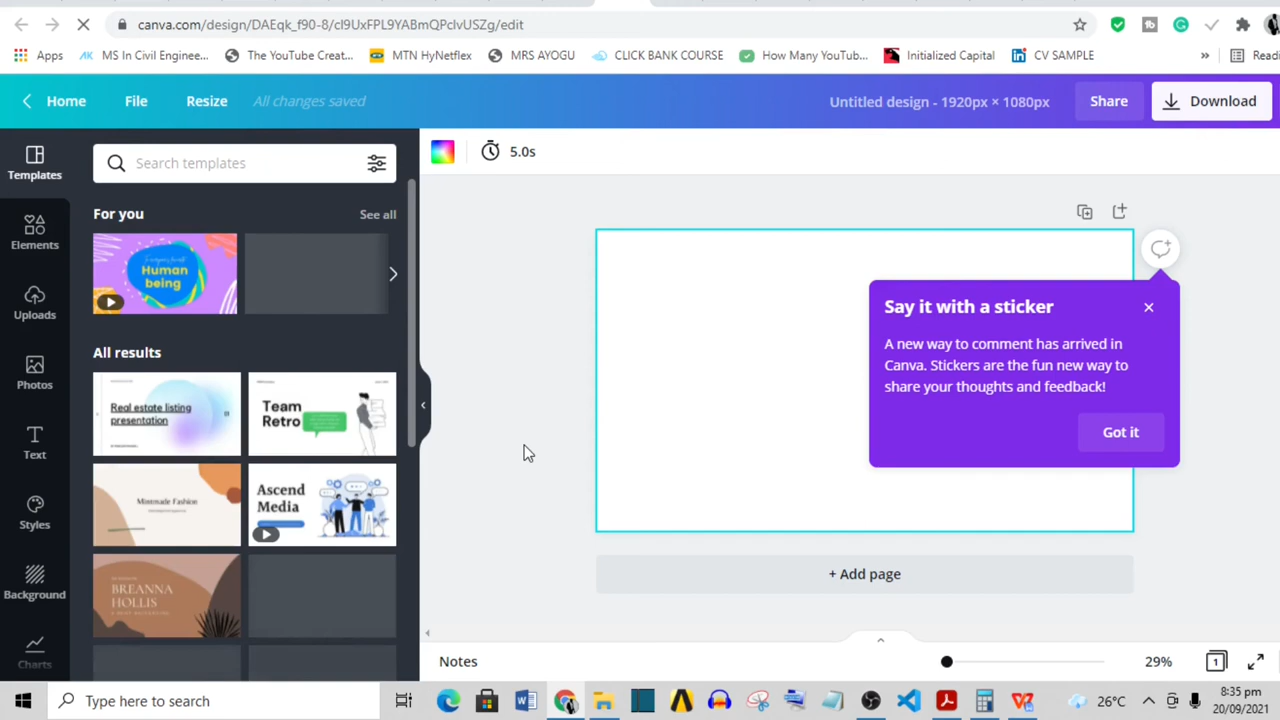 canva.com/design/DAEqk_f90-8/cI9UxFPL9YABmQPcIvUSZg/edit
Apps MS In Civil Enginee... The YouTube Creat... MTN HyNetflex MRS AYOGU CLICK BANK COURSE How Many YouTub... Initialized Capital CV SAMPLE » Readi
Home File Resize All changes saved Untitled design - 1920px × 1080px Share Download
Templates
Search templates
5.0s
For you See all
Human
being
Elements
Uploads
All results
Photos
Real estate listing
presentation
Team
Retro
Text
Mintmade Fashion
Ascend
Media
Styles
BREANNA
HOLLIS
Background
Charts
Say it with a sticker
A new way to comment has arrived in
Canva. Stickers are the fun new way to
share your thoughts and feedback!
Got it
+ Add page
Notes 29% 1
Type here to search 26°C 8:35 pm
20/09/2021